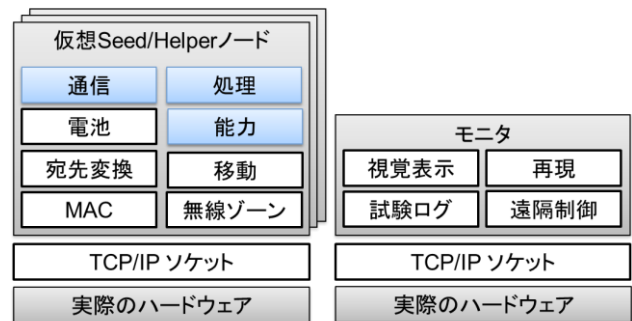 仮想Seed/Helperノード
通信
処理
電池
能力
宛先変換
移動
MAC
無線ゾーン
TCP/IP ソケット
実際のハードウェア
モニタ
視覚表示
再現
試験ログ
遠隔制御
TCP/IP ソケット
実際のハードウェア